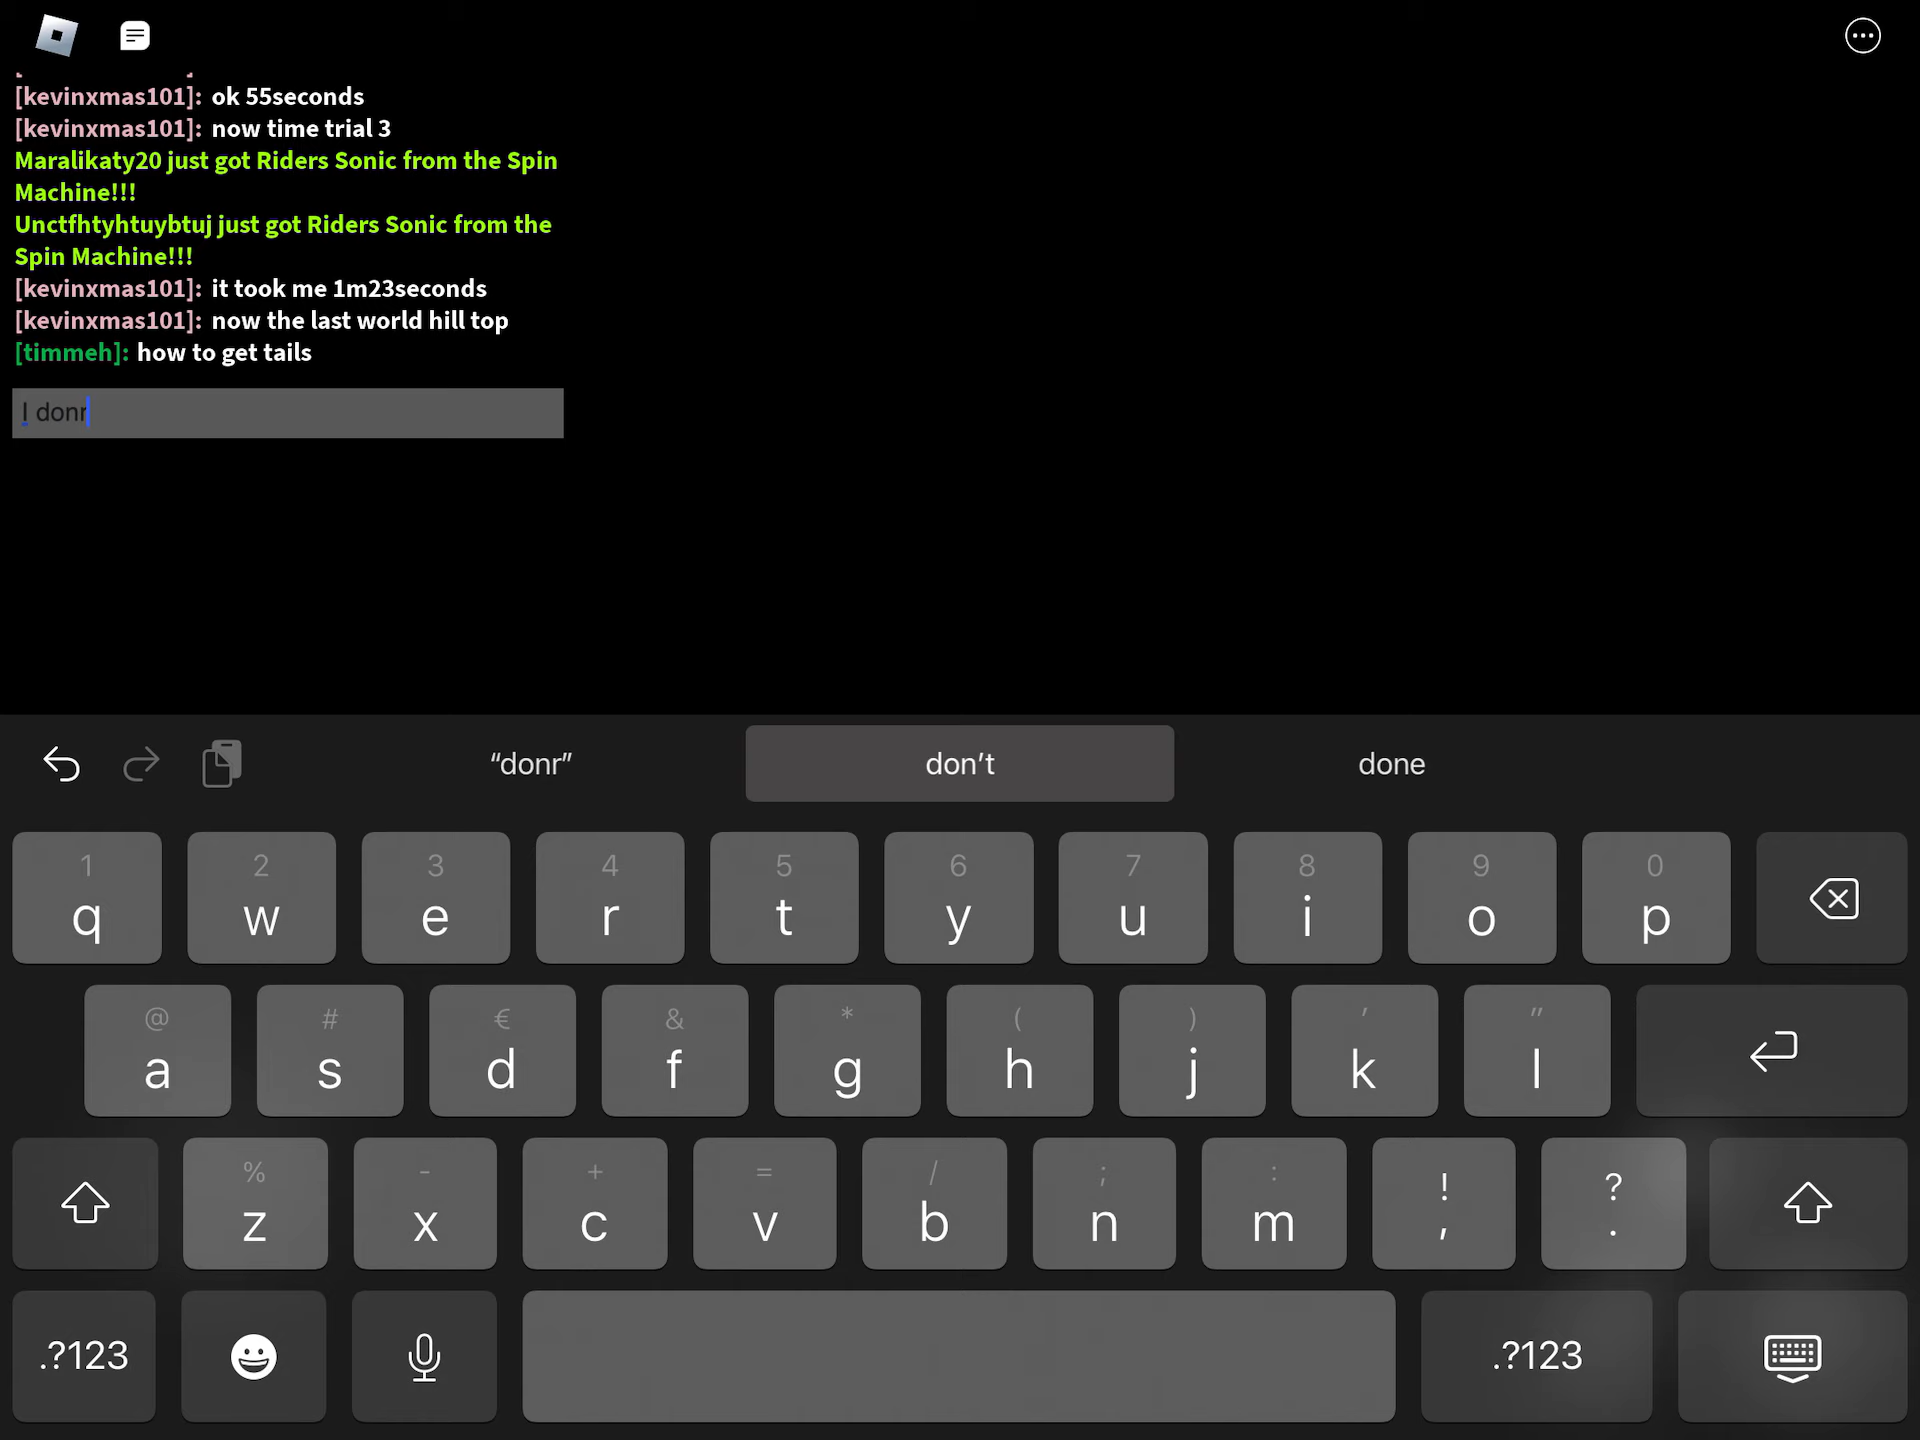 [kevinxmas101]: ok 55seconds
[kevinxmas101]: now time trial 3
Maralikaty20 just got Riders Sonic from the Spin
Machine!!!
Unctfhtyhtuybtuj just got Riders Sonic from the
Spin Machine!!!
[kevinxmas101]: it took me 1m23seconds
[kevinxmas101]: now the last world hill top
[timmeh]: how to get tails
I donr
“donr” don’t done
1 2 3 4 5 6 7 8 9 0
q w e r t y u i o p
@ # € & * ( ) ' "
a s d f g h j k l
% - + = / ; : ! ?
z x c v b n m , .
.?123 .?123